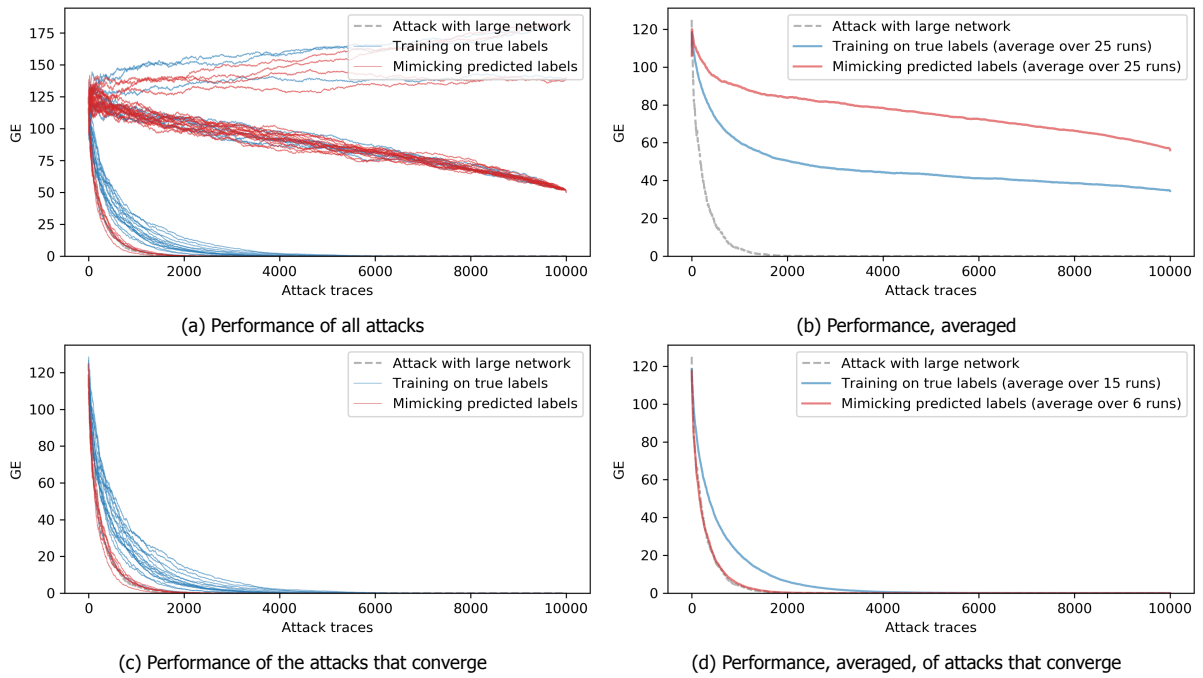 175
150
125
100
75
50
25
0
GE
0 2000 4000 6000 8000 10000
Attack traces
Attack with large network
Training on true labels
Mimicking predicted labels
(a) Performance of all attacks
120
100
80
60
40
20
0
GE
0 2000 4000 6000 8000 10000
Attack traces
Attack with large network
Training on true labels (average over 25 runs)
Mimicking predicted labels (average over 25 runs)
(b) Performance, averaged
120
100
80
60
40
20
0
GE
0 2000 4000 6000 8000 10000
Attack traces
Attack with large network
Training on true labels
Mimicking predicted labels
(c) Performance of the attacks that converge
120
100
80
60
40
20
0
GE
0 2000 4000 6000 8000 10000
Attack traces
Attack with large network
Training on true labels (average over 15 runs)
Mimicking predicted labels (average over 6 runs)
(d) Performance, averaged, of attacks that converge